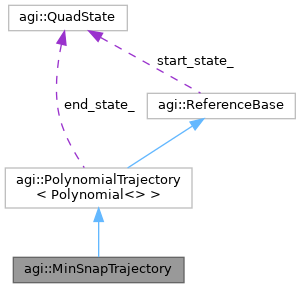 agi::QuadState
start_state_
end_state_
agi::ReferenceBase
agi::PolynomialTrajectory
< Polynomial<> >
agi::MinSnapTrajectory